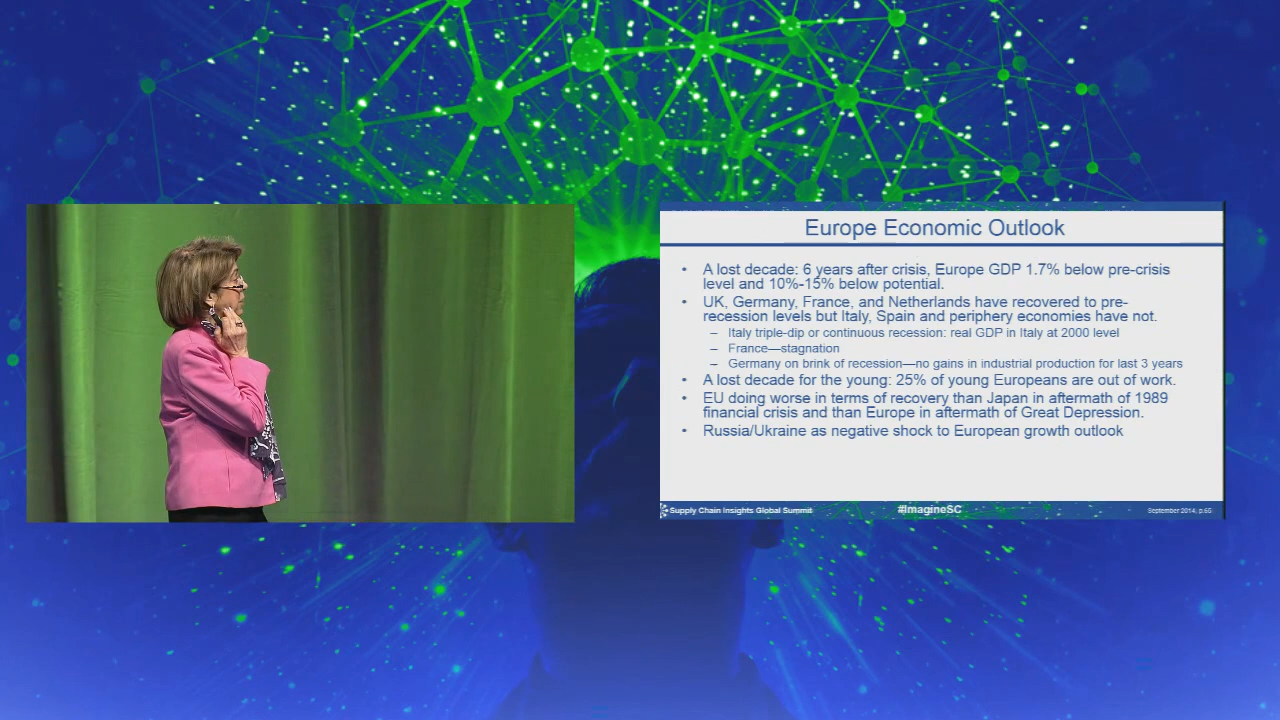 Europe Economic Outlook
• A lost decade: 6 years after crisis, Europe GDP 1.7% below pre-crisis
level and 10%-15% below potential.
• UK, Germany, France, and Netherlands have recovered to pre-
recession levels but Italy, Spain and periphery economies have not.
– Italy triple-dip or continuous recession: real GDP in Italy at 2000 level
– France—stagnation
– Germany on brink of recession—no gains in industrial production for last 3 years
• A lost decade for the young: 25% of young Europeans are out of work.
• EU doing worse in terms of recovery than Japan in aftermath of 1989
financial crisis and than Europe in aftermath of Great Depression.
• Russia/Ukraine as negative shock to European growth outlook
Supply Chain Insights Global Summit
#ImagineSC
September 2014, p.65